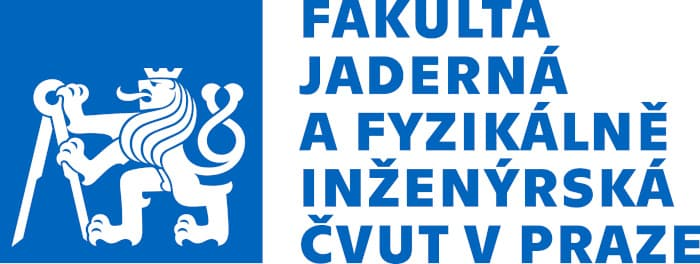 FAKULTA
JADERNÁ
A FYZIKÁLNĚ
INŽENÝRSKÁ
ČVUT V PRAZE